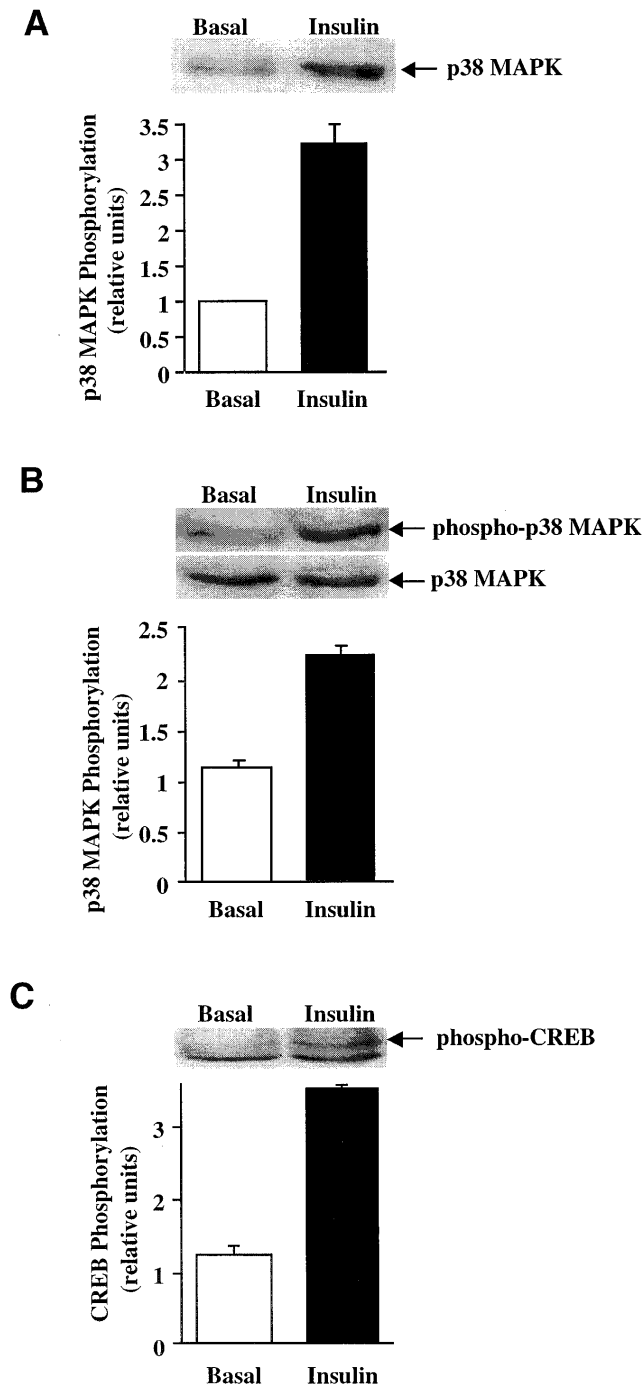 A
Basal Insulin
p38 MAPK
p38 MAPK Phosphorylation
(relative units)
3.5
3
2.5
2
1.5
1
0.5
0
Basal Insulin
B
Basal Insulin
phospho-p38 MAPK
p38 MAPK
p38 MAPK Phosphorylation
(relative units)
2.5
2
1.5
1
0.5
0
Basal Insulin
C
Basal Insulin
phospho-CREB
CREB Phosphorylation
(relative units)
3
2
1
0
Basal Insulin